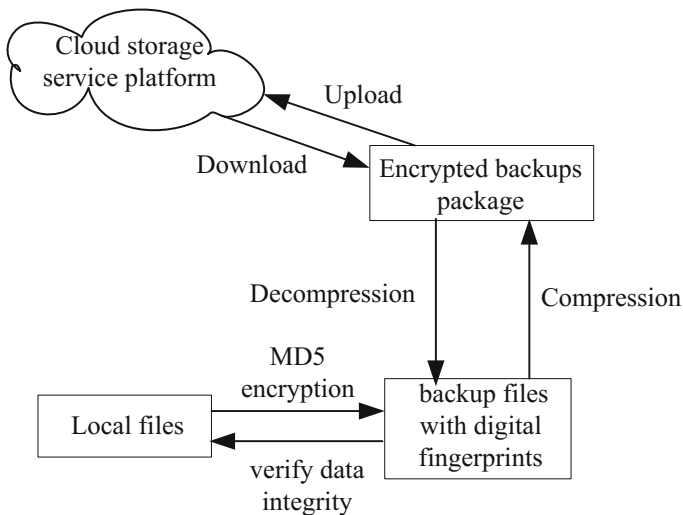 Cloud storage
service platform
Upload
Download
Encrypted backups
package
Decompression
Compression
MD5
encryption
Local files
backup files
with digital
fingerprints
verify data
integrity